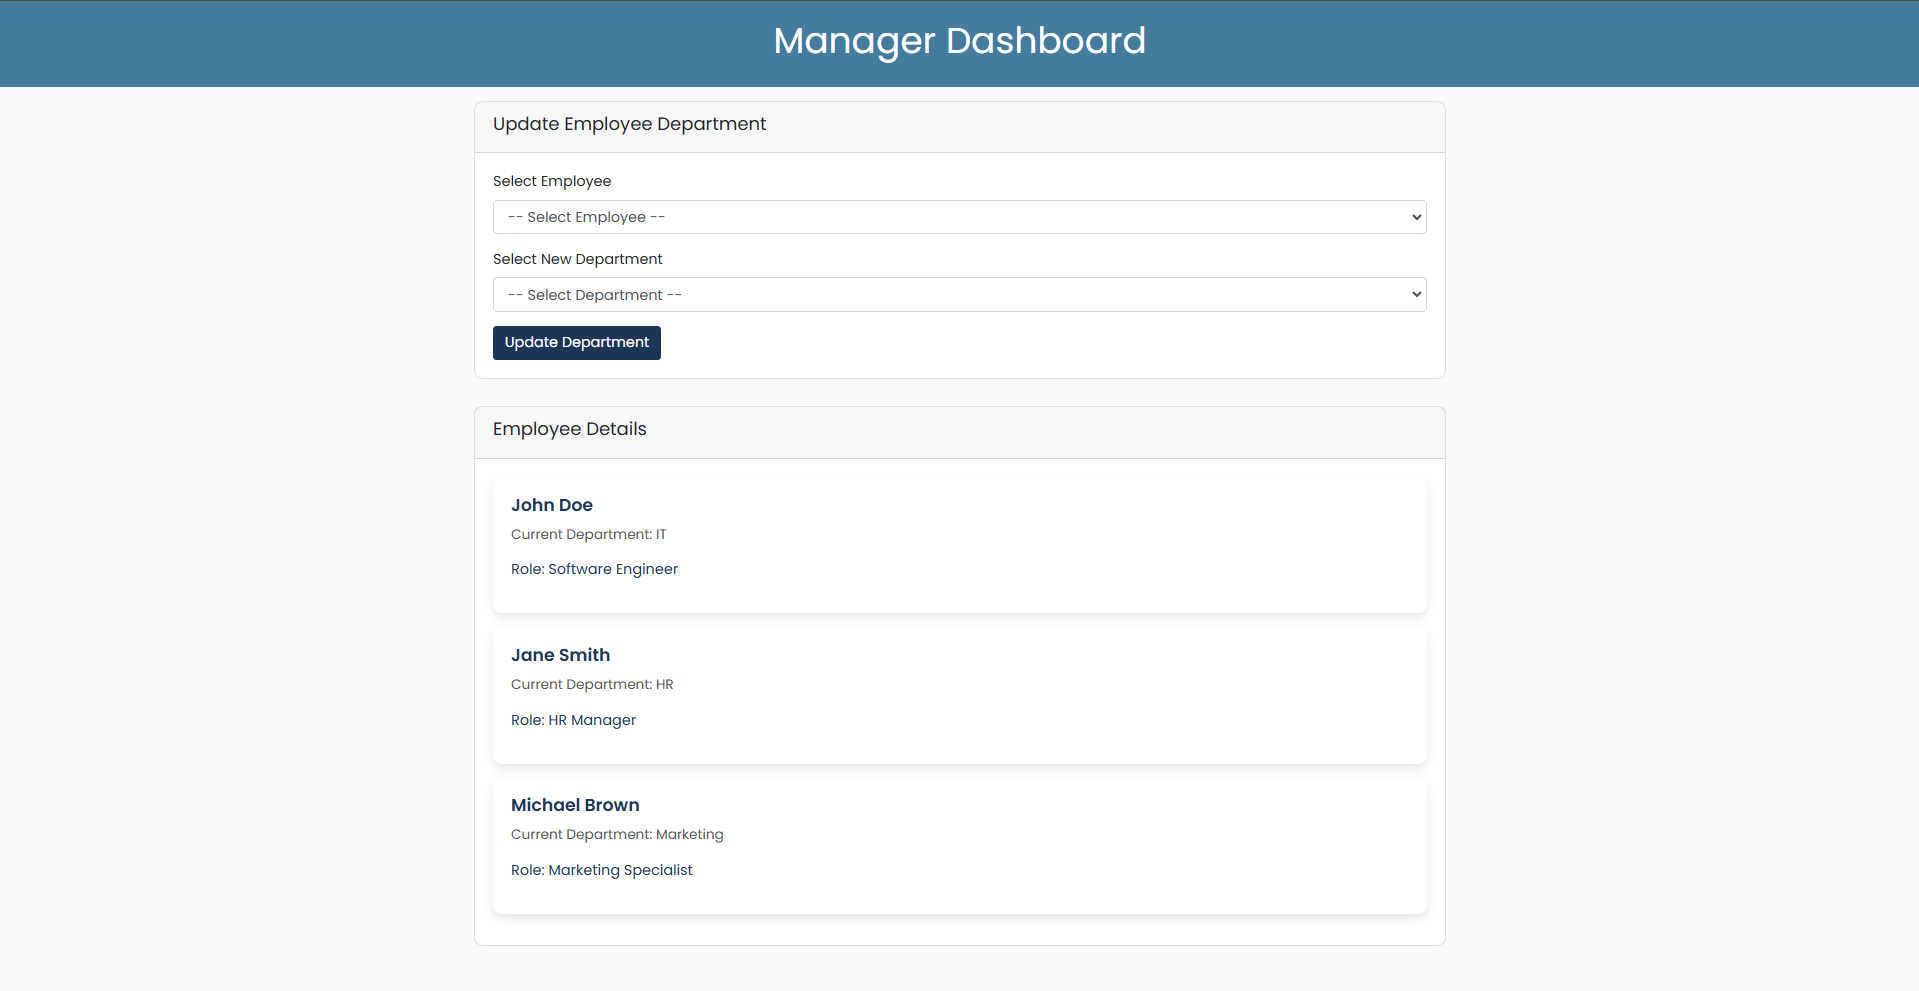 Manager Dashboard
Update Employee Department
Select Employee
-- Select Employee --
Select New Department
-- Select Department --
Update Department
Employee Details
John Doe
Current Department: IT
Role: Software Engineer
Jane Smith
Current Department: HR
Role: HR Manager
Michael Brown
Current Department: Marketing
Role: Marketing Specialist